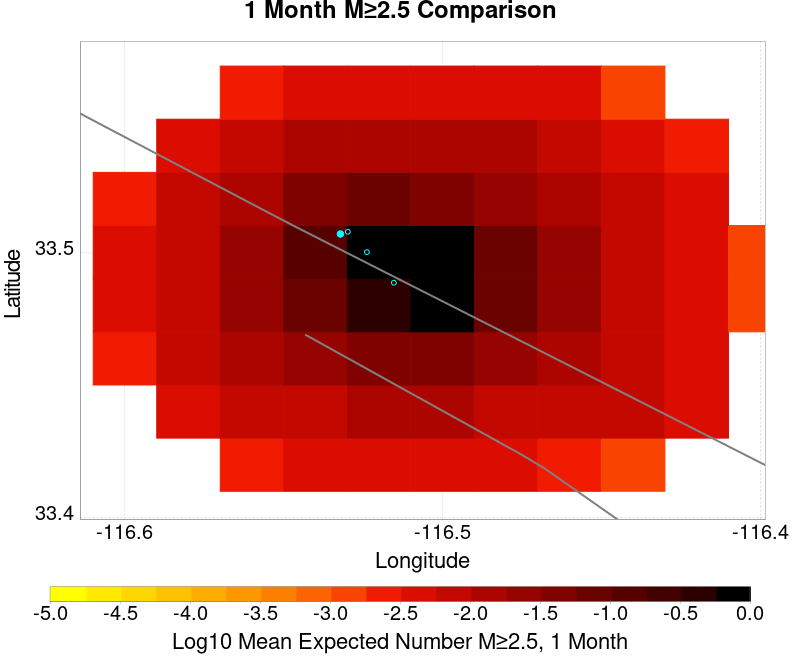 1 Month M≥2.5 Comparison
Latitude
33.5
33.4
-116.6 -116.5 -116.4
Longitude
-5.0 -4.5 -4.0 -3.5 -3.0 -2.5 -2.0 -1.5 -1.0 -0.5 0.0
Log10 Mean Expected Number M≥2.5, 1 Month